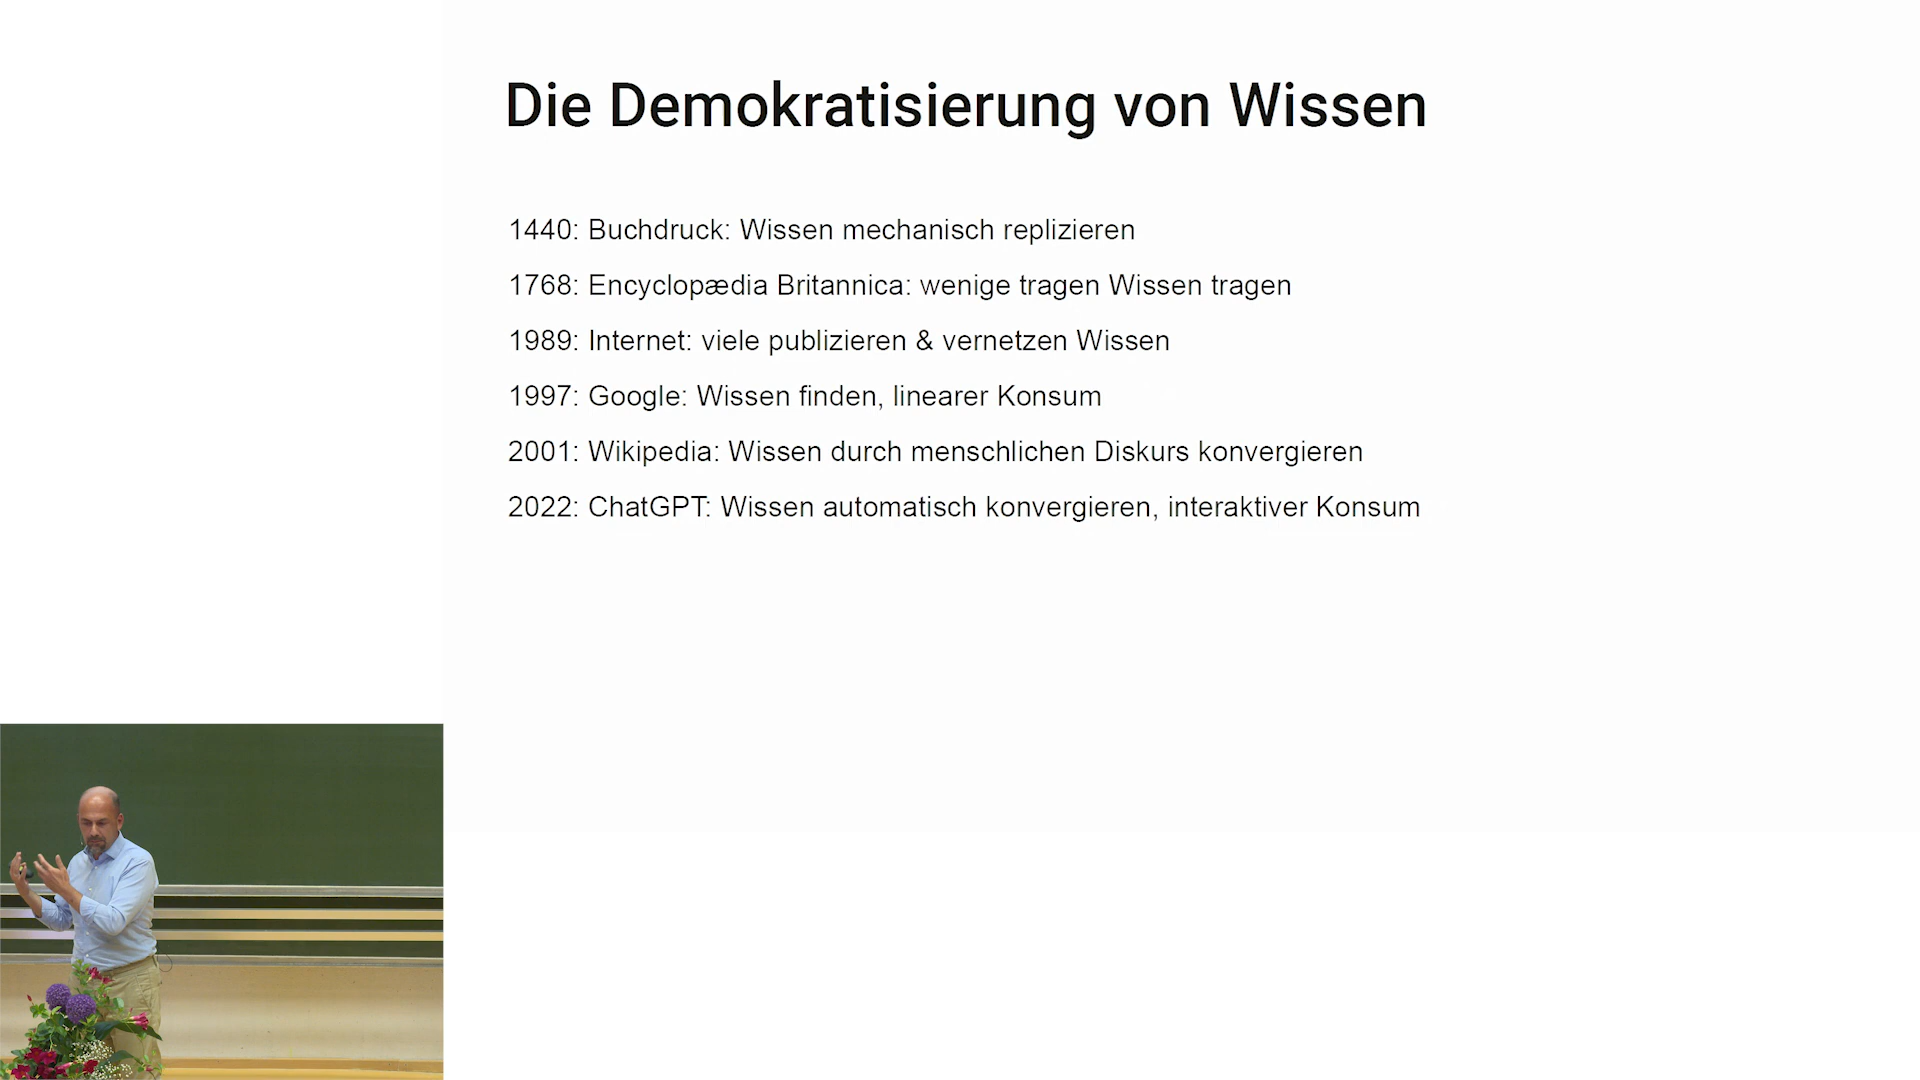 Die Demokratisierung von Wissen
1440: Buchdruck: Wissen mechanisch replizieren
1768: Encyclopædia Britannica: wenige tragen Wissen tragen
1989: Internet: viele publizieren & vernetzen Wissen
1997: Google: Wissen finden, linearer Konsum
2001: Wikipedia: Wissen durch menschlichen Diskurs konvergieren
2022: ChatGPT: Wissen automatisch konvergieren, interaktiver Konsum